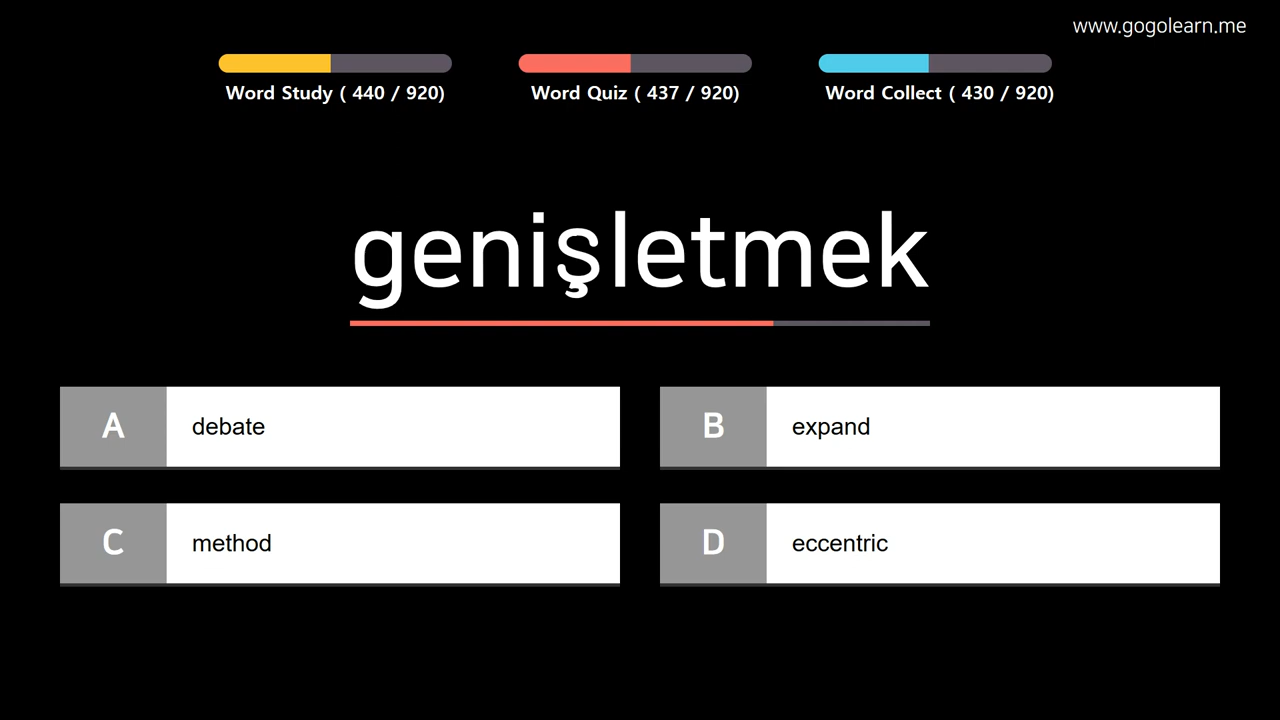 www.gogolearn.me
Word Study ( 440 / 920)
Word Quiz ( 437 / 920)
Word Collect ( 430 / 920)
genişletmek
A debate
B expand
C method
D eccentric